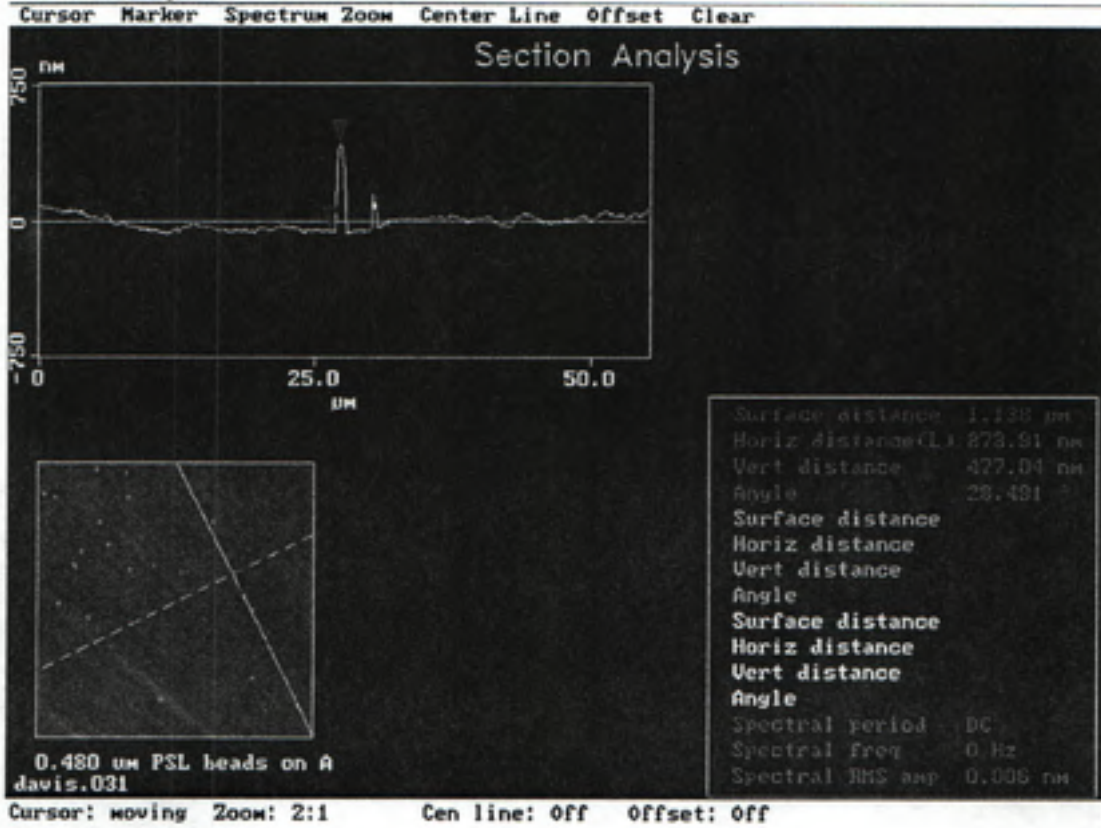 Cursor Marker Spectrum Zoom Center Line Offset Clear
Section Analysis
nM
750
0
-750
0 25.0 50.0
μM
Surface distance 1.138 μm
Horiz distance(L) 873.81 nm
Vert distance 477.04 nm
Angle 28.481 °
Surface distance
Horiz distance
Vert distance
Angle
Surface distance
Horiz distance
Vert distance
Angle
Spectral period DC
Spectral freq 0 Hz
Spectral RMS amp 0.006 nm
0.480 um PSL beads on A
davis.031
Cursor: moving Zoom: 2:1 Cen line: Off Offset: Off